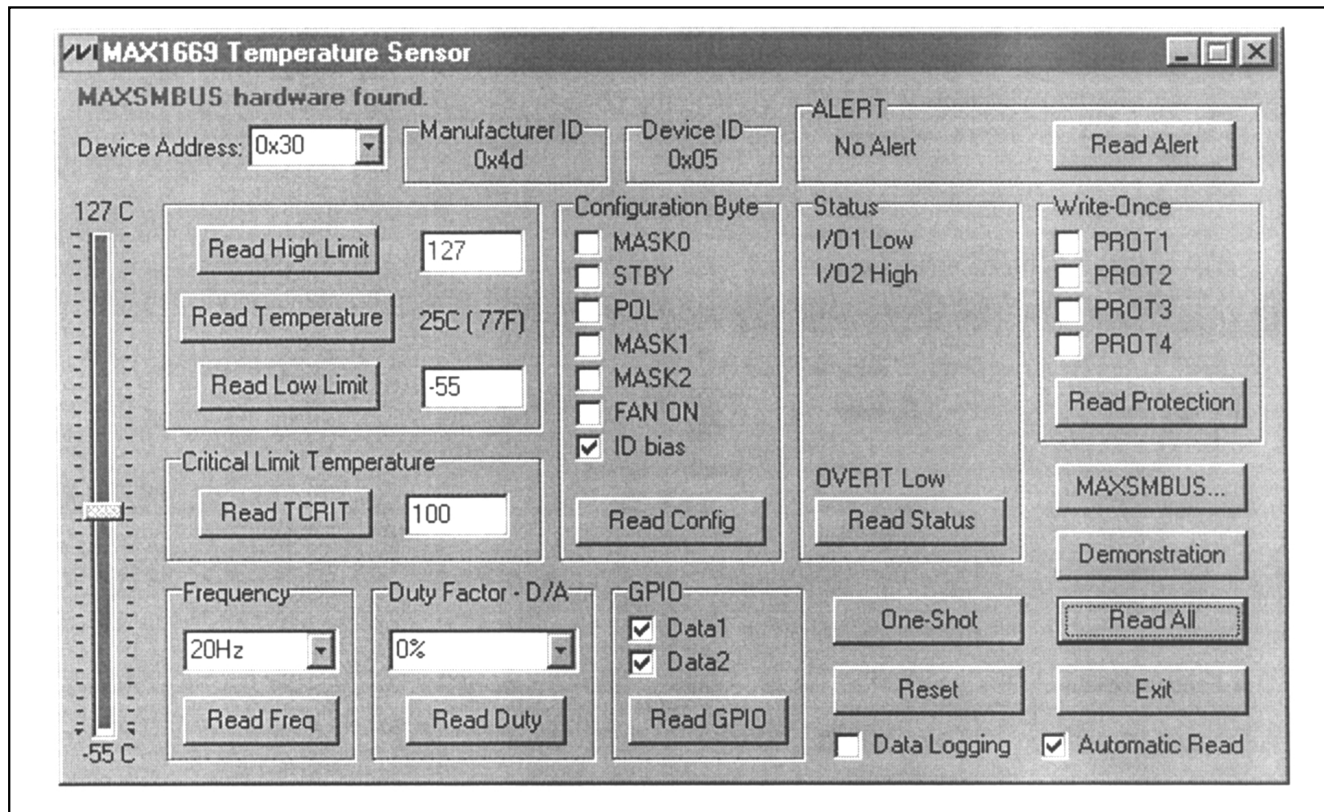 MAX1669 Temperature Sensor
MAXSMBUS hardware found.
Device Address: 0x30
Manufacturer ID
0x4d
Device ID
0x05
ALERT
No Alert
Read Alert
127 C
-55 C
Read High Limit
127
Read Temperature
25C ( 77F)
Read Low Limit
-55
Critical Limit Temperature
Read TCRIT
100
Configuration Byte
MASK0
STBY
POL
MASK1
MASK2
FAN ON
ID bias
Read Config
Status
I/O1 Low
I/O2 High
OVERT Low
Read Status
Write-Once
PROT1
PROT2
PROT3
PROT4
Read Protection
MAXSMBUS...
Demonstration
Frequency
20Hz
Read Freq
Duty Factor - D/A
0%
Read Duty
GPIO
Data1
Data2
Read GPIO
One-Shot
Read All
Reset
Exit
Data Logging
Automatic Read